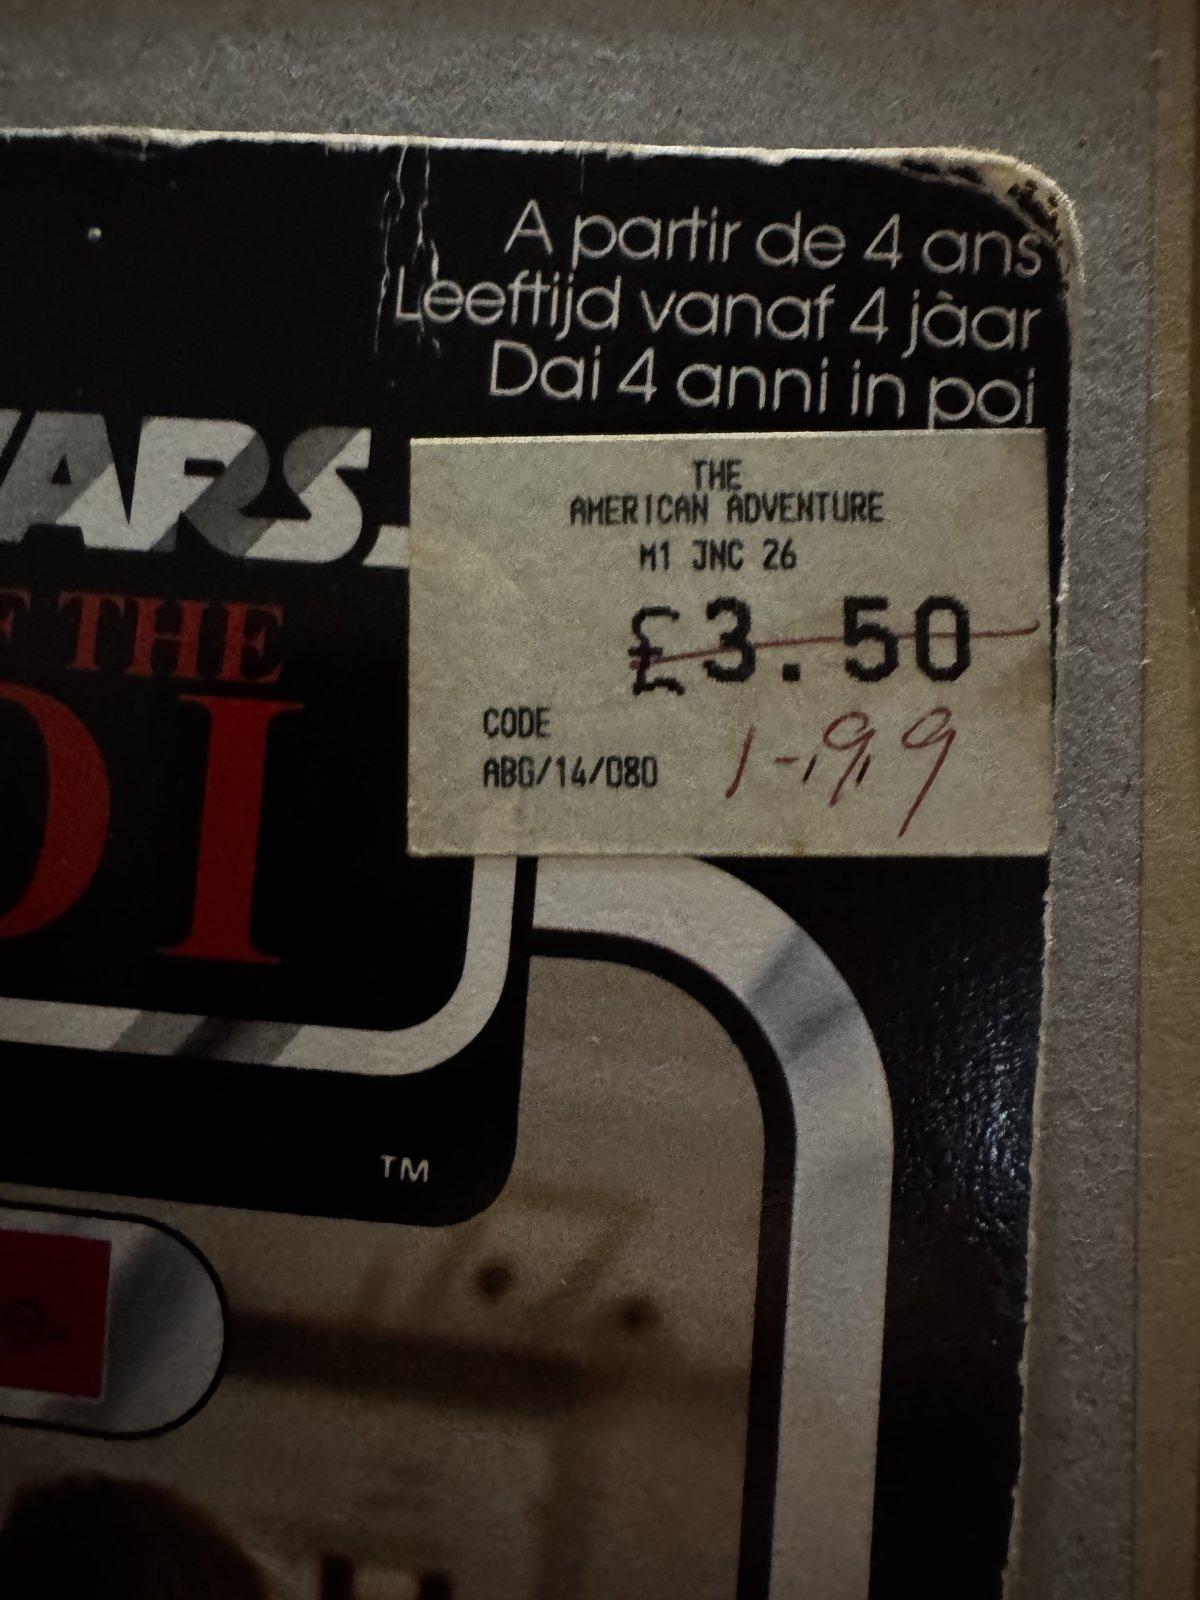 A partir de 4 ans
Leeftijd vanaf 4 jàar
Dai 4 anni in poi
WARS
F THE
DI
TM
THE
AMERICAN ADVENTURE
M1 JNC 26
£3.50
CODE
ABG/14/080
1-99
e.